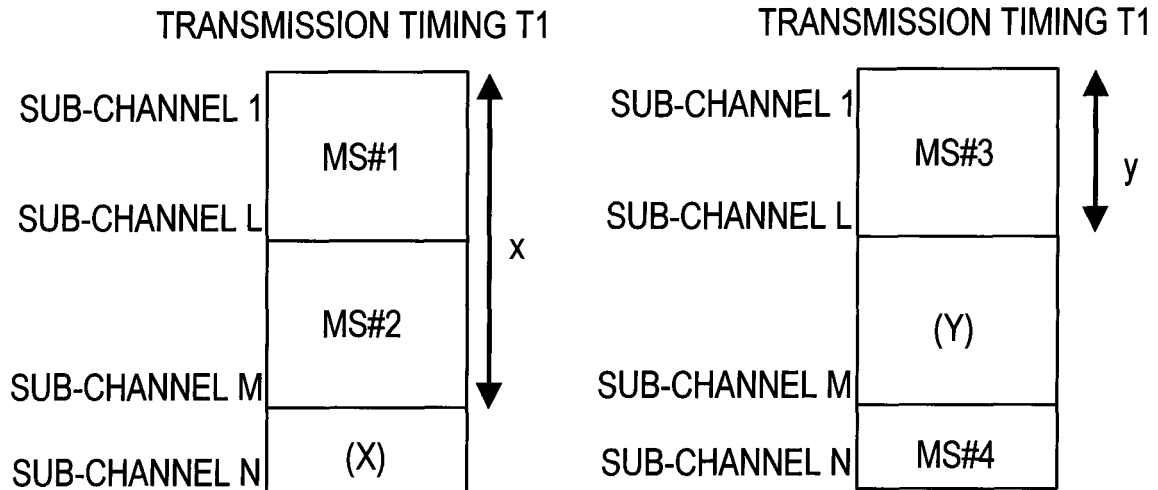 TRANSMISSION TIMING T1
SUB-CHANNEL 1
MS#1
SUB-CHANNEL L
x
MS#2
SUB-CHANNEL M
(X)
SUB-CHANNEL N
TRANSMISSION TIMING T1
SUB-CHANNEL 1
MS#3
y
SUB-CHANNEL L
(Y)
SUB-CHANNEL M
MS#4
SUB-CHANNEL N